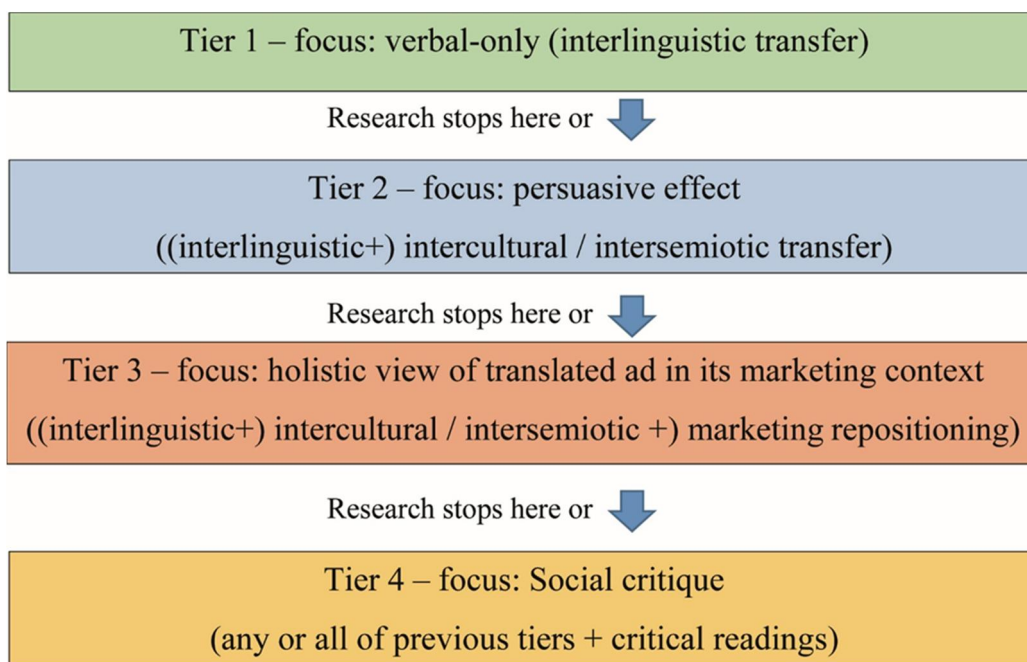 Tier 1 – focus: verbal-only (interlinguistic transfer)
Research stops here or
Tier 2 – focus: persuasive effect
((interlinguistic+) intercultural / intersemiotic transfer)
Research stops here or
Tier 3 – focus: holistic view of translated ad in its marketing context
((interlinguistic+) intercultural / intersemiotic +) marketing repositioning)
Research stops here or
Tier 4 – focus: Social critique
(any or all of previous tiers + critical readings)